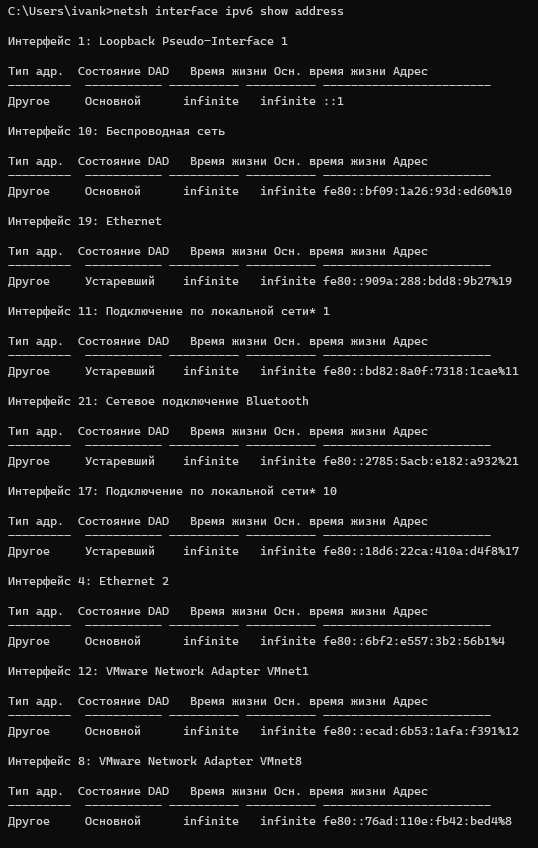 C:\Users\ivank>netsh interface ipv6 show address
Интерфейс 1: Loopback Pseudo-Interface 1
Тип адр.  Состояние DAD   Время жизни Осн. время жизни Адрес
---------  ----------- ---------- ---------- ------------------------
Другое     Основной      infinite   infinite ::1
Интерфейс 10: Беспроводная сеть
Тип адр.  Состояние DAD   Время жизни Осн. время жизни Адрес
---------  ----------- ---------- ---------- ------------------------
Другое     Основной      infinite   infinite fe80::bf09:1a26:93d:ed60%10
Интерфейс 19: Ethernet
Тип адр.  Состояние DAD   Время жизни Осн. время жизни Адрес
---------  ----------- ---------- ---------- ------------------------
Другое     Устаревший    infinite   infinite fe80::909a:288:bdd8:9b27%19
Интерфейс 11: Подключение по локальной сети* 1
Тип адр.  Состояние DAD   Время жизни Осн. время жизни Адрес
---------  ----------- ---------- ---------- ------------------------
Другое     Устаревший    infinite   infinite fe80::bd82:8a0f:7318:1cae%11
Интерфейс 21: Сетевое подключение Bluetooth
Тип адр.  Состояние DAD   Время жизни Осн. время жизни Адрес
---------  ----------- ---------- ---------- ------------------------
Другое     Устаревший    infinite   infinite fe80::2785:5acb:e182:a932%21
Интерфейс 17: Подключение по локальной сети* 10
Тип адр.  Состояние DAD   Время жизни Осн. время жизни Адрес
---------  ----------- ---------- ---------- ------------------------
Другое     Устаревший    infinite   infinite fe80::18d6:22ca:410a:d4f8%17
Интерфейс 4: Ethernet 2
Тип адр.  Состояние DAD   Время жизни Осн. время жизни Адрес
---------  ----------- ---------- ---------- ------------------------
Другое     Основной      infinite   infinite fe80::6bf2:e557:3b2:56b1%4
Интерфейс 12: VMware Network Adapter VMnet1
Тип адр.  Состояние DAD   Время жизни Осн. время жизни Адрес
---------  ----------- ---------- ---------- ------------------------
Другое     Основной      infinite   infinite fe80::ecad:6b53:1afa:f391%12
Интерфейс 8: VMware Network Adapter VMnet8
Тип адр.  Состояние DAD   Время жизни Осн. время жизни Адрес
---------  ----------- ---------- ---------- ------------------------
Другое     Основной      infinite   infinite fe80::76ad:110e:fb42:bed4%8